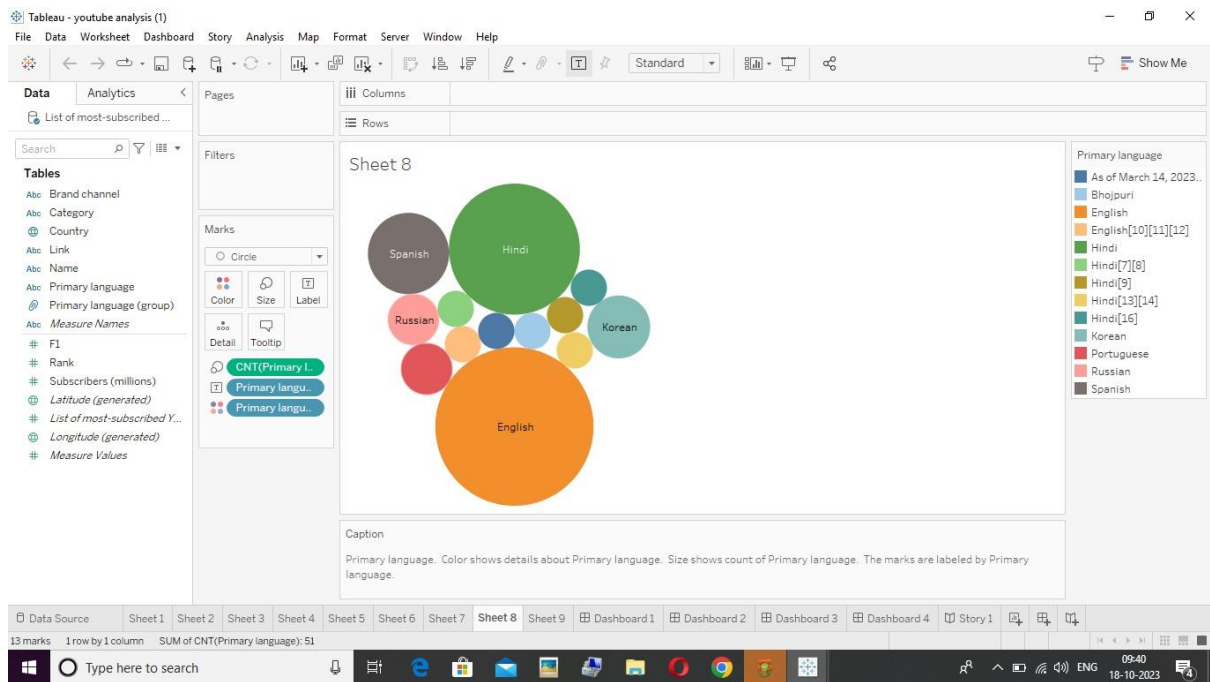 Tableau - youtube analysis (1)
File Data Worksheet Dashboard Story Analysis Map Format Server Window Help
Standard
Show Me
Data Analytics
List of most-subscribed ...
Search
Tables
Abc Brand channel
Abc Category
Country
Abc Link
Abc Name
Abc Primary language
Primary language (group)
Abc Measure Names
# F1
# Rank
# Subscribers (millions)
Latitude (generated)
# List of most-subscribed Y...
Longitude (generated)
# Measure Values
Pages
Filters
Marks
Circle
Color Size Label
Detail Tooltip
CNT(Primary l..
Primary langu..
Primary langu..
iii Columns
Rows
Sheet 8
Spanish
Hindi
Russian
Korean
English
Primary language
As of March 14, 2023..
Bhojpuri
English
English[10][11][12]
Hindi
Hindi[7][8]
Hindi[9]
Hindi[13][14]
Hindi[16]
Korean
Portuguese
Russian
Spanish
Caption
Primary language. Color shows details about Primary language. Size shows count of Primary language. The marks are labeled by Primary
language.
Data Source Sheet 1 Sheet 2 Sheet 3 Sheet 4 Sheet 5 Sheet 6 Sheet 7 Sheet 8 Sheet 9 Dashboard 1 Dashboard 2 Dashboard 3 Dashboard 4 Story 1
13 marks 1 row by 1 column SUM of CNT(Primary language): 51
Type here to search
ENG
09:40
18-10-2023
4